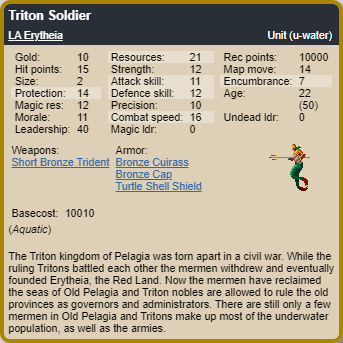 Triton Soldier
LA Erytheia Unit (u-water)
Gold: 10 Resources: 21 Rec points: 10000
Hit points: 15 Strength: 12 Map move: 14
Size: 2 Attack skill: 11 Encumbrance: 7
Protection: 14 Defence skill: 12 Age: 22
Magic res: 12 Precision: 10 (50)
Morale: 11 Combat speed: 16 Undead ldr: 0
Leadership: 40 Magic ldr: 0
Weapons: Armor:
Short Bronze Trident Bronze Cuirass
Bronze Cap
Turtle Shell Shield
Basecost: 10010
(Aquatic)
The Triton kingdom of Pelagia was torn apart in a civil war. While the
ruling Tritons battled each other the mermen withdrew and eventually
founded Erytheia, the Red Land. Now the mermen have reclaimed
the seas of Old Pelagia and Triton nobles are allowed to rule the old
provinces as governors and administrators. There are still only a few
mermen in Old Pelagia and Tritons make up most of the underwater
population, as well as the armies.